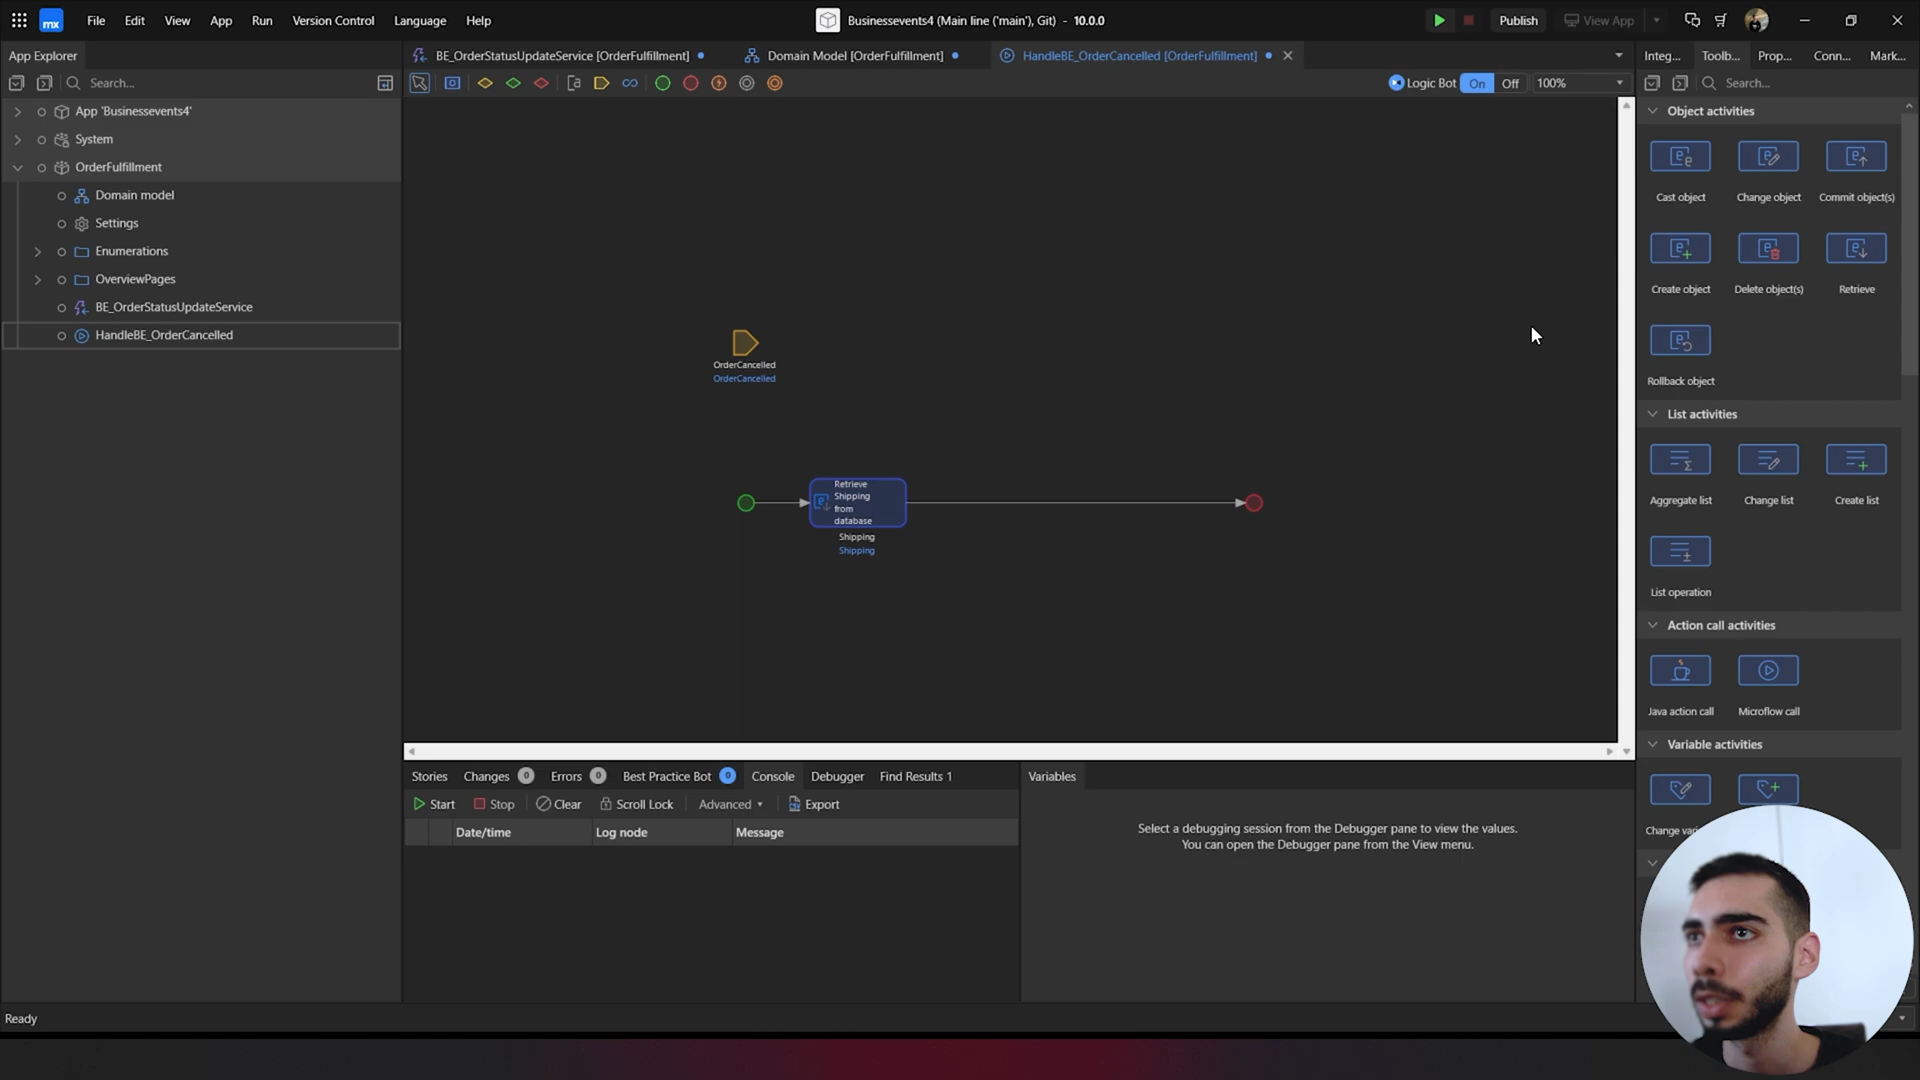 mx File Edit View App Run Version Control Language Help
Businessevents4 (Main line ('main'), Git) - 10.0.0
Publish View App
App Explorer
Search...
App 'Businessevents4'
System
OrderFulfillment
Domain model
Settings
Enumerations
OverviewPages
BE_OrderStatusUpdateService
HandleBE_OrderCancelled
BE_OrderStatusUpdateService [OrderFulfillment] Domain Model [OrderFulfillment] HandleBE_OrderCancelled [OrderFulfillment]
Logic Bot On Off 100%
OrderCancelled
OrderCancelled
Retrieve
Shipping
from
database
Shipping
Shipping
Stories Changes 0 Errors 0 Best Practice Bot 0 Console Debugger Find Results 1
Start Stop Clear Scroll Lock Advanced Export
Date/time Log node Message
Variables
Select a debugging session from the Debugger pane to view the values.
You can open the Debugger pane from the View menu.
Integ... Toolb... Prop... Conn... Mark...
Search...
Object activities
Cast object Change object Commit object(s)
Create object Delete object(s) Retrieve
Rollback object
List activities
Aggregate list Change list Create list
List operation
Action call activities
Java action call Microflow call
Variable activities
Change
Ready